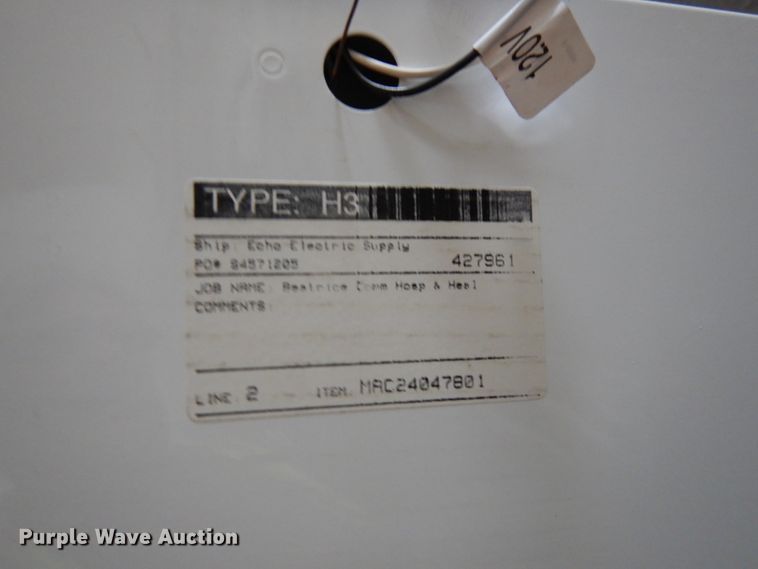 120V
TYPE: H3
Ship: Echo Electric Supply
PO# S4571205 427961
JOB NAME: Beatrice Comm Hosp & Heal
COMMENTS:
LINE: 2 ITEM: MAC24047801
Purple Wave Auction